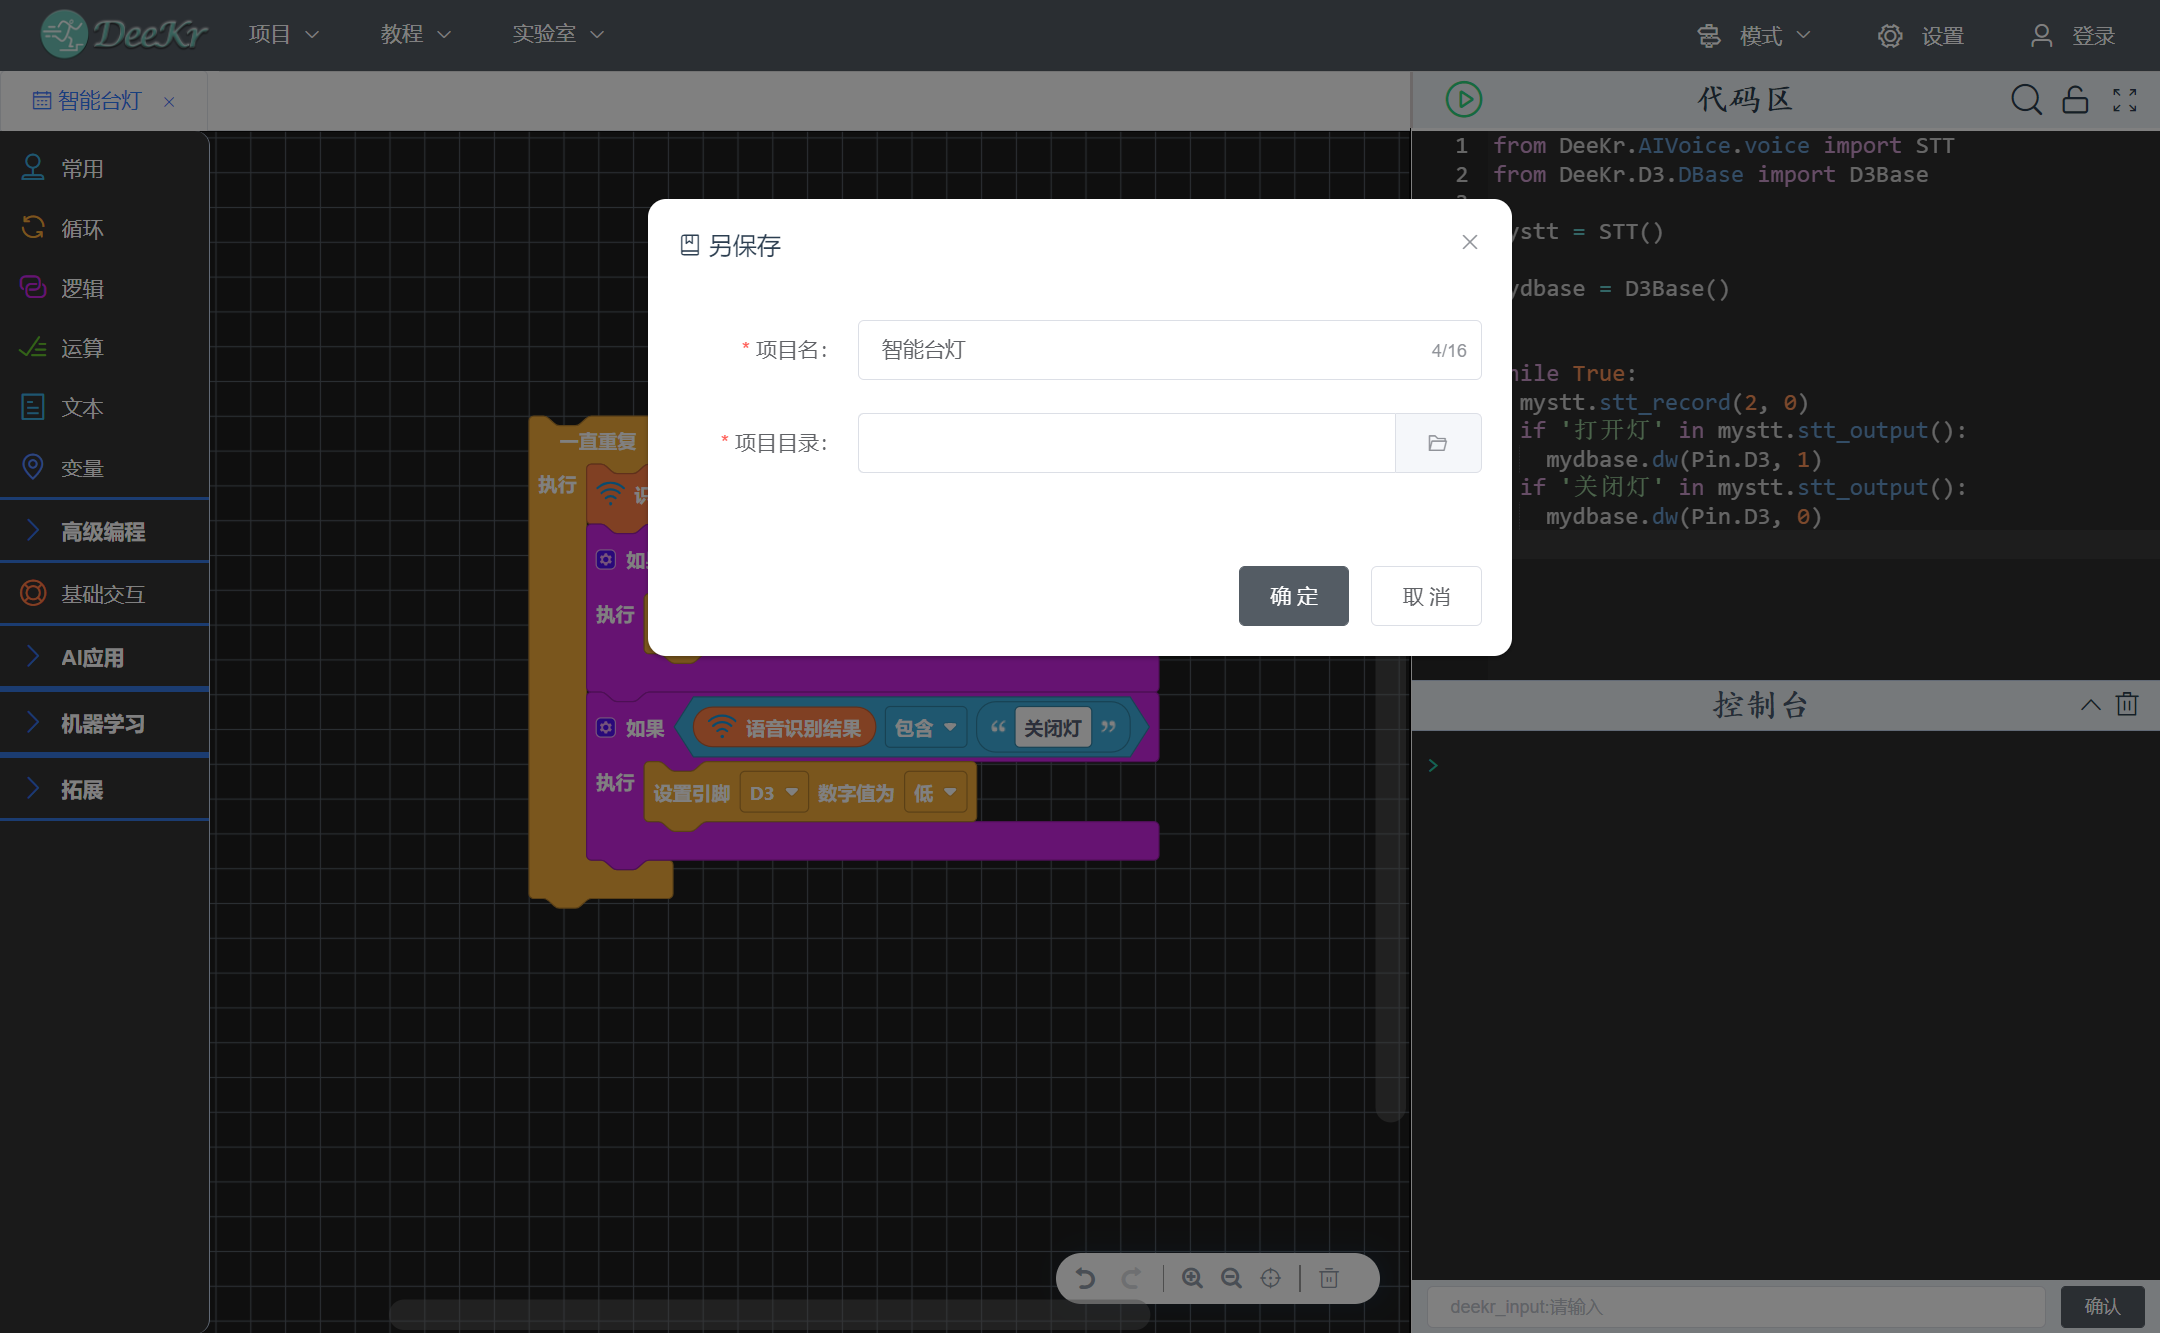 DeeKr 项目 教程 实验室 模式 设置 登录
智能台灯
常用
循环
逻辑
运算
文本
变量
高级编程
基础交互
AI应用
机器学习
拓展
一直重复
执行
如
执行
如果 语音识别结果 包含 “ 关闭灯 ”
执行 设置引脚 D3 数字值为 低
另保存
* 项目名: 智能台灯 4/16
* 项目目录:
确定 取消
代码区
1 from DeeKr.AIVoice.voice import STT
2 from DeeKr.D3.DBase import D3Base
ystt = STT()
ydbase = D3Base()
hile True:
mystt.stt_record(2, 0)
if '打开灯' in mystt.stt_output():
mydbase.dw(Pin.D3, 1)
if '关闭灯' in mystt.stt_output():
mydbase.dw(Pin.D3, 0)
控制台
>
deekr_input:请输入 确认